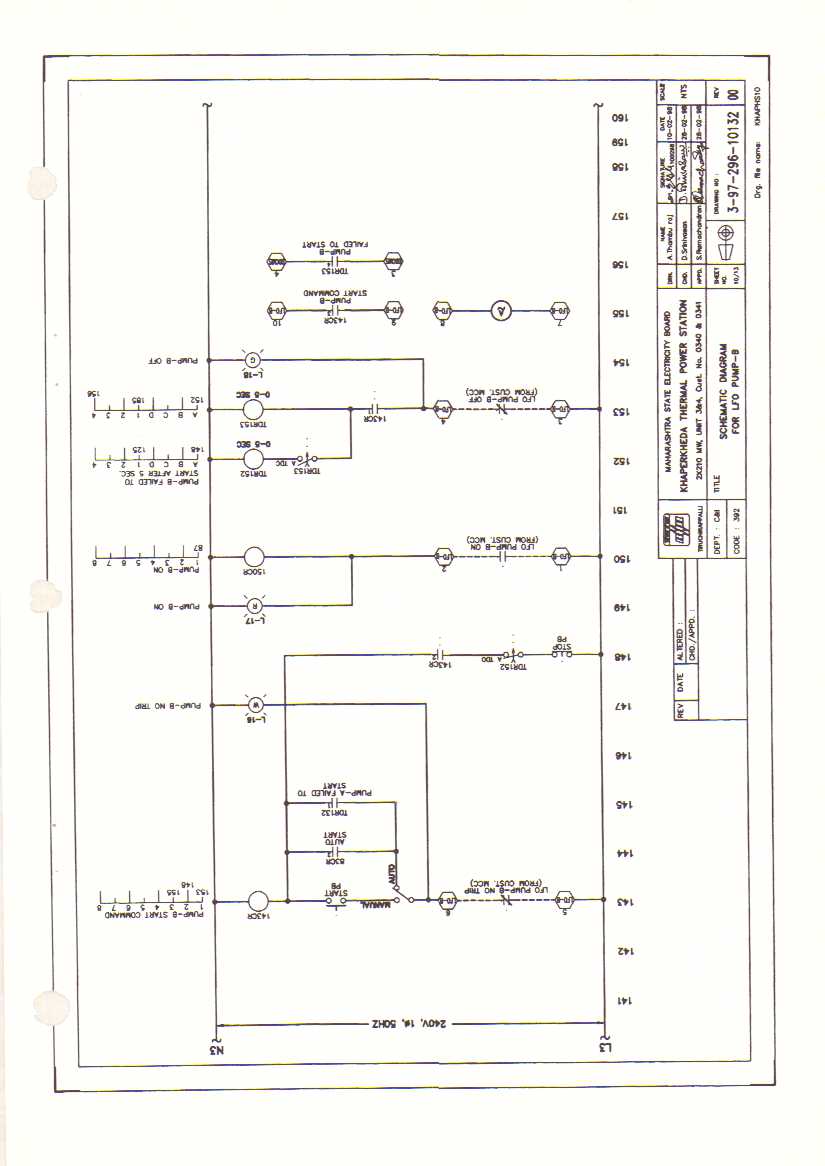 L3
N3
240V, 1ø, 50HZ
141
142
143
144
145
146
147
148
149
150
151
152
153
154
155
156
157
158
159
160
5
LFO-B
LFO PUMP-B NO TRIP
(FROM CUST. MCC)
6
LFO-B
MANUAL
AUTO
START
PB
143CR
PUMP-B START COMMAND
1 2 3 4 5 6 7 8
153
155
148
83CR
AUTO
START
TDR132
PUMP-A FAILED TO
START
L-16
W
PUMP-B NO TRIP
STOP
PB
TDR152
A TDO
143CR
L-17
R
PUMP-B ON
1
LFO-B
LFO PUMP-B ON
(FROM CUST. MCC)
2
LFO-B
150CR
PUMP-B ON
1 2 3 4 5 6 7 8
87
TDR153
A TDC
TDR152
0-5 SEC
PUMP-B FAILED TO
START AFTER 5 SEC.
A B C D 1 2 3 4
148
125
3
LFO-B
LFO PUMP-B OFF
(FROM CUST. MCC)
4
LFO-B
143CR
TDR153
0-5 SEC
A B C D 1 2 3 4
152
185
156
L-18
G
PUMP-B OFF
7
LFO-B
A
8
LFO-B
9
LFO-B
143CR
PUMP-B
START COMMAND
10
LFO-B
3
TDR153
PUMP-B
FAILED TO START
4
REV
DATE
ALTERED :
CHD./APPD. :
TIRUCHIRAPPALLI
DEPT. : C&I
CODE : 392
MAHARASHTRA STATE ELECTRICITY BOARD
KHAPERKHEDA THERMAL POWER STATION
2X210 MW, UNIT 3&4, Cust. No. 0340 & 0341
TITLE
SCHEMATIC DIAGRAM
FOR LFO PUMP-B
NAME
SIGNATURE
DATE
SCALE
DRN.
A.Thambu raj
10-02-98
NTS
CHD.
D.Srinivasan
28-02-98
APPD.
S.Ramachandran
28-02-98
SHEET
NO.
10/13
DRAWING NO :
3-97-296-10132
REV
00
Drg. file name: KHAPHS10